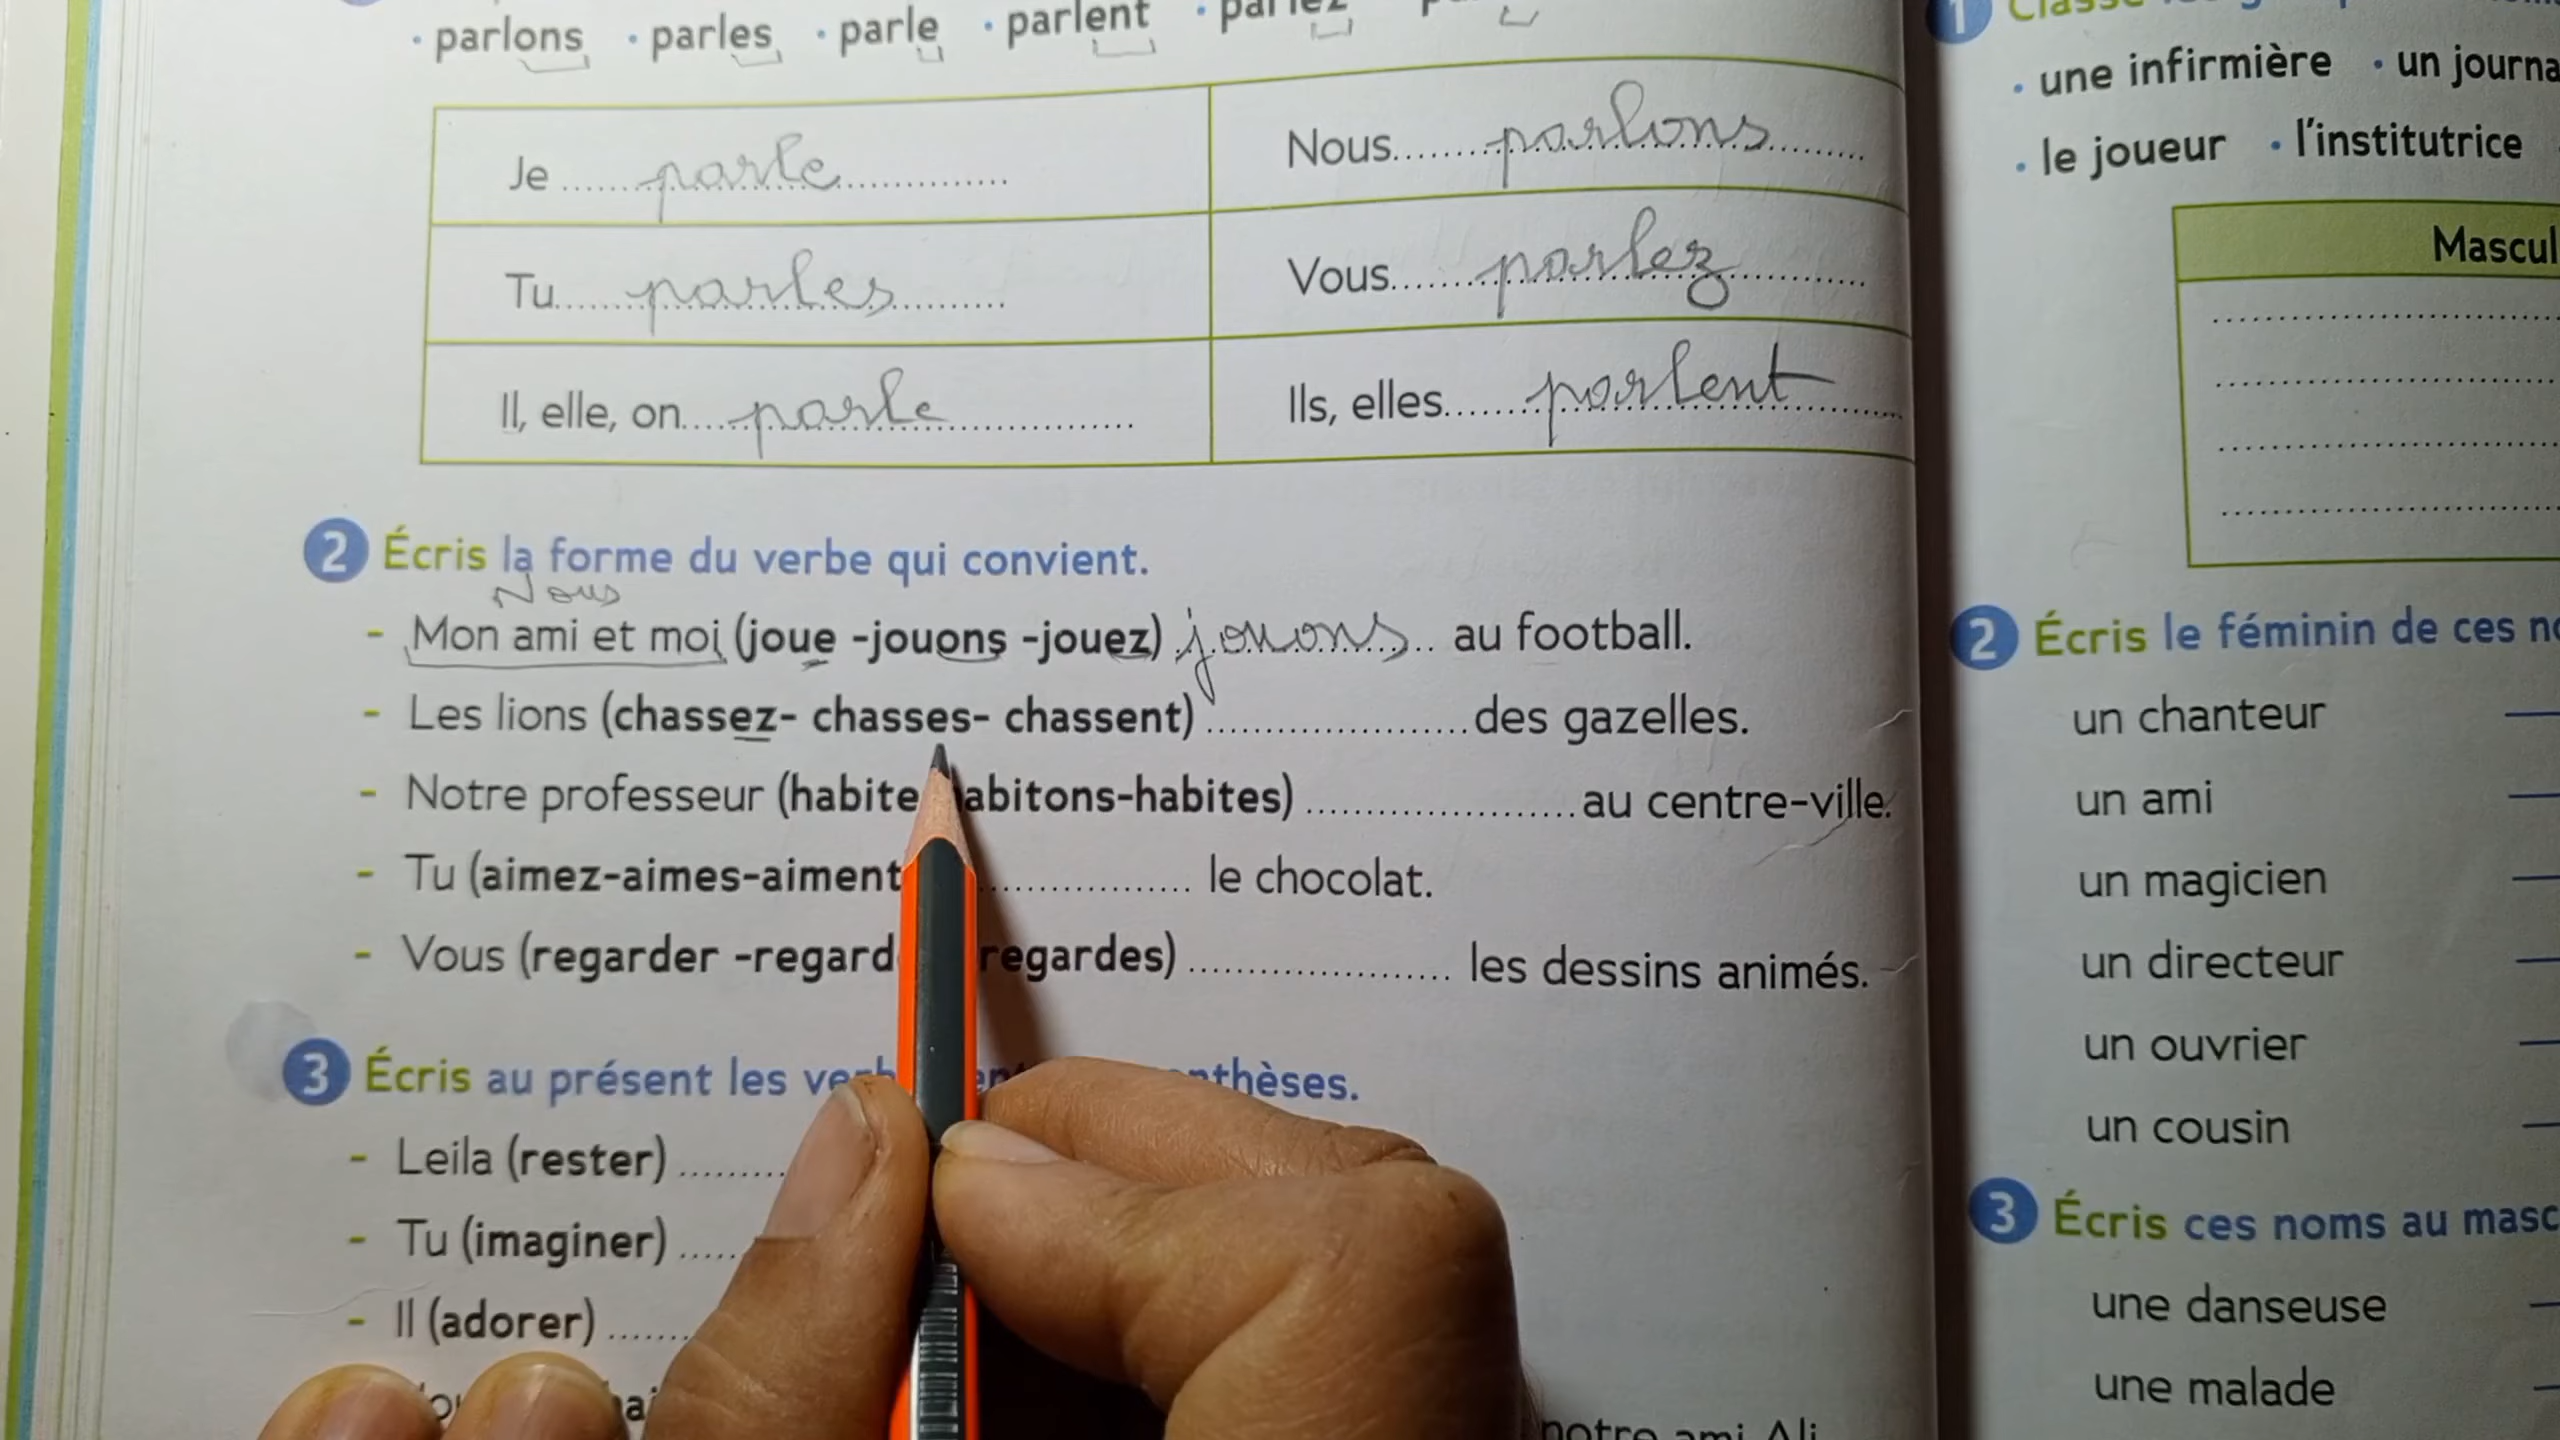 · parlons · parles · parle · parlent
Je parle Nous parlons
Tu parles Vous parlez
Il, elle, on parle Ils, elles parlent
2 Écris la forme du verbe qui convient.
Nous
- Mon ami et moi (joue -jouons -jouez) jouons au football.
- Les lions (chassez- chasses- chassent) des gazelles.
- Notre professeur (habite abitons-habites) au centre-ville.
- Tu (aimez-aimes-aiment le chocolat.
- Vous (regarder -regard regardes) les dessins animés.
3 Écris au présent les thèses.
- Leila (rester)
- Tu (imaginer)
- Il (adorer)
notre ami Ali
1 Classe
· une infirmière · un journa
· le joueur · l'institutrice
Mascul
2 Écris le féminin de ces no
un chanteur
un ami
un magicien
un directeur
un ouvrier
un cousin
3 Écris ces noms au masc
une danseuse
une malade